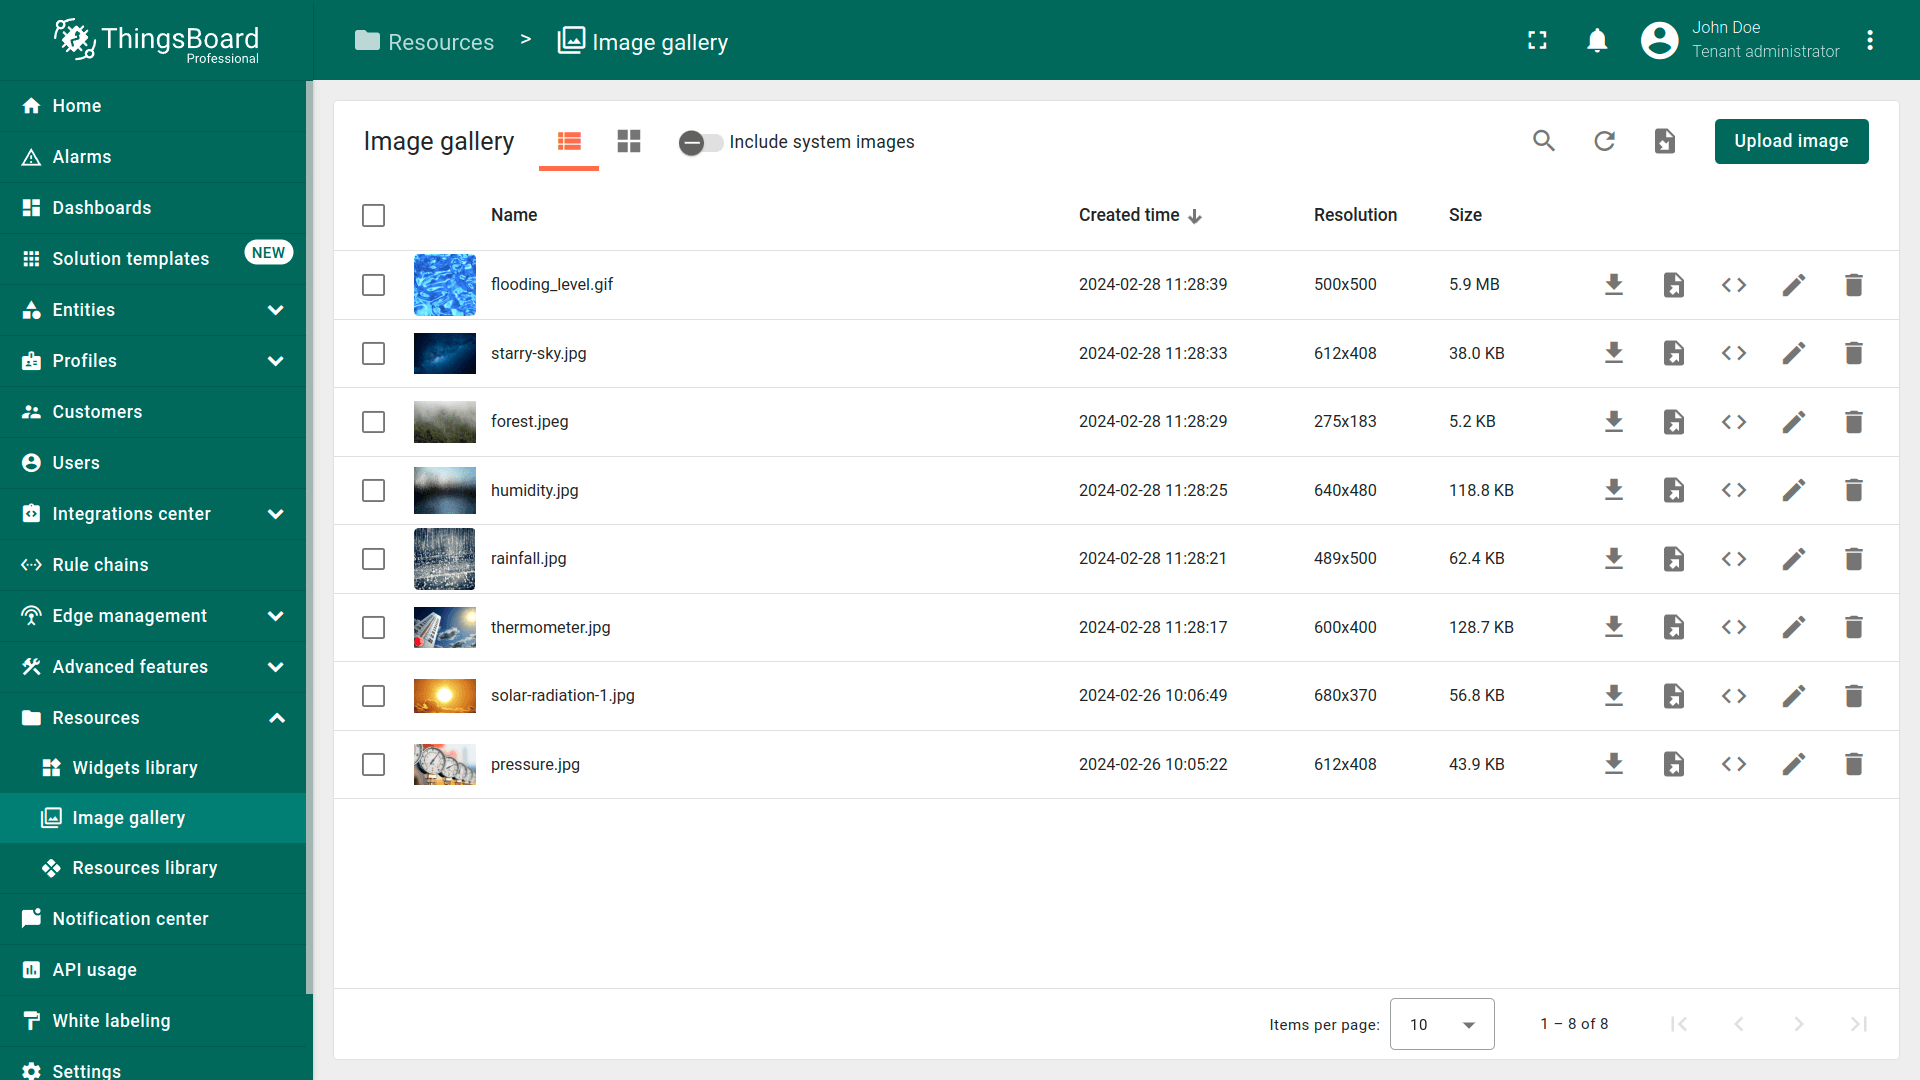 ThingsBoard
Professional
Resources > Image gallery
John Doe
Tenant administrator
Home
Alarms
Dashboards
Solution templates NEW
Entities
Profiles
Customers
Users
Integrations center
Rule chains
Edge management
Advanced features
Resources
Widgets library
Image gallery
Resources library
Notification center
API usage
White labeling
Settings
Image gallery Include system images Upload image
Name Created time Resolution Size
flooding_level.gif 2024-02-28 11:28:39 500x500 5.9 MB
starry-sky.jpg 2024-02-28 11:28:33 612x408 38.0 KB
forest.jpeg 2024-02-28 11:28:29 275x183 5.2 KB
humidity.jpg 2024-02-28 11:28:25 640x480 118.8 KB
rainfall.jpg 2024-02-28 11:28:21 489x500 62.4 KB
thermometer.jpg 2024-02-28 11:28:17 600x400 128.7 KB
solar-radiation-1.jpg 2024-02-26 10:06:49 680x370 56.8 KB
pressure.jpg 2024-02-26 10:05:22 612x408 43.9 KB
Items per page: 10 1 – 8 of 8